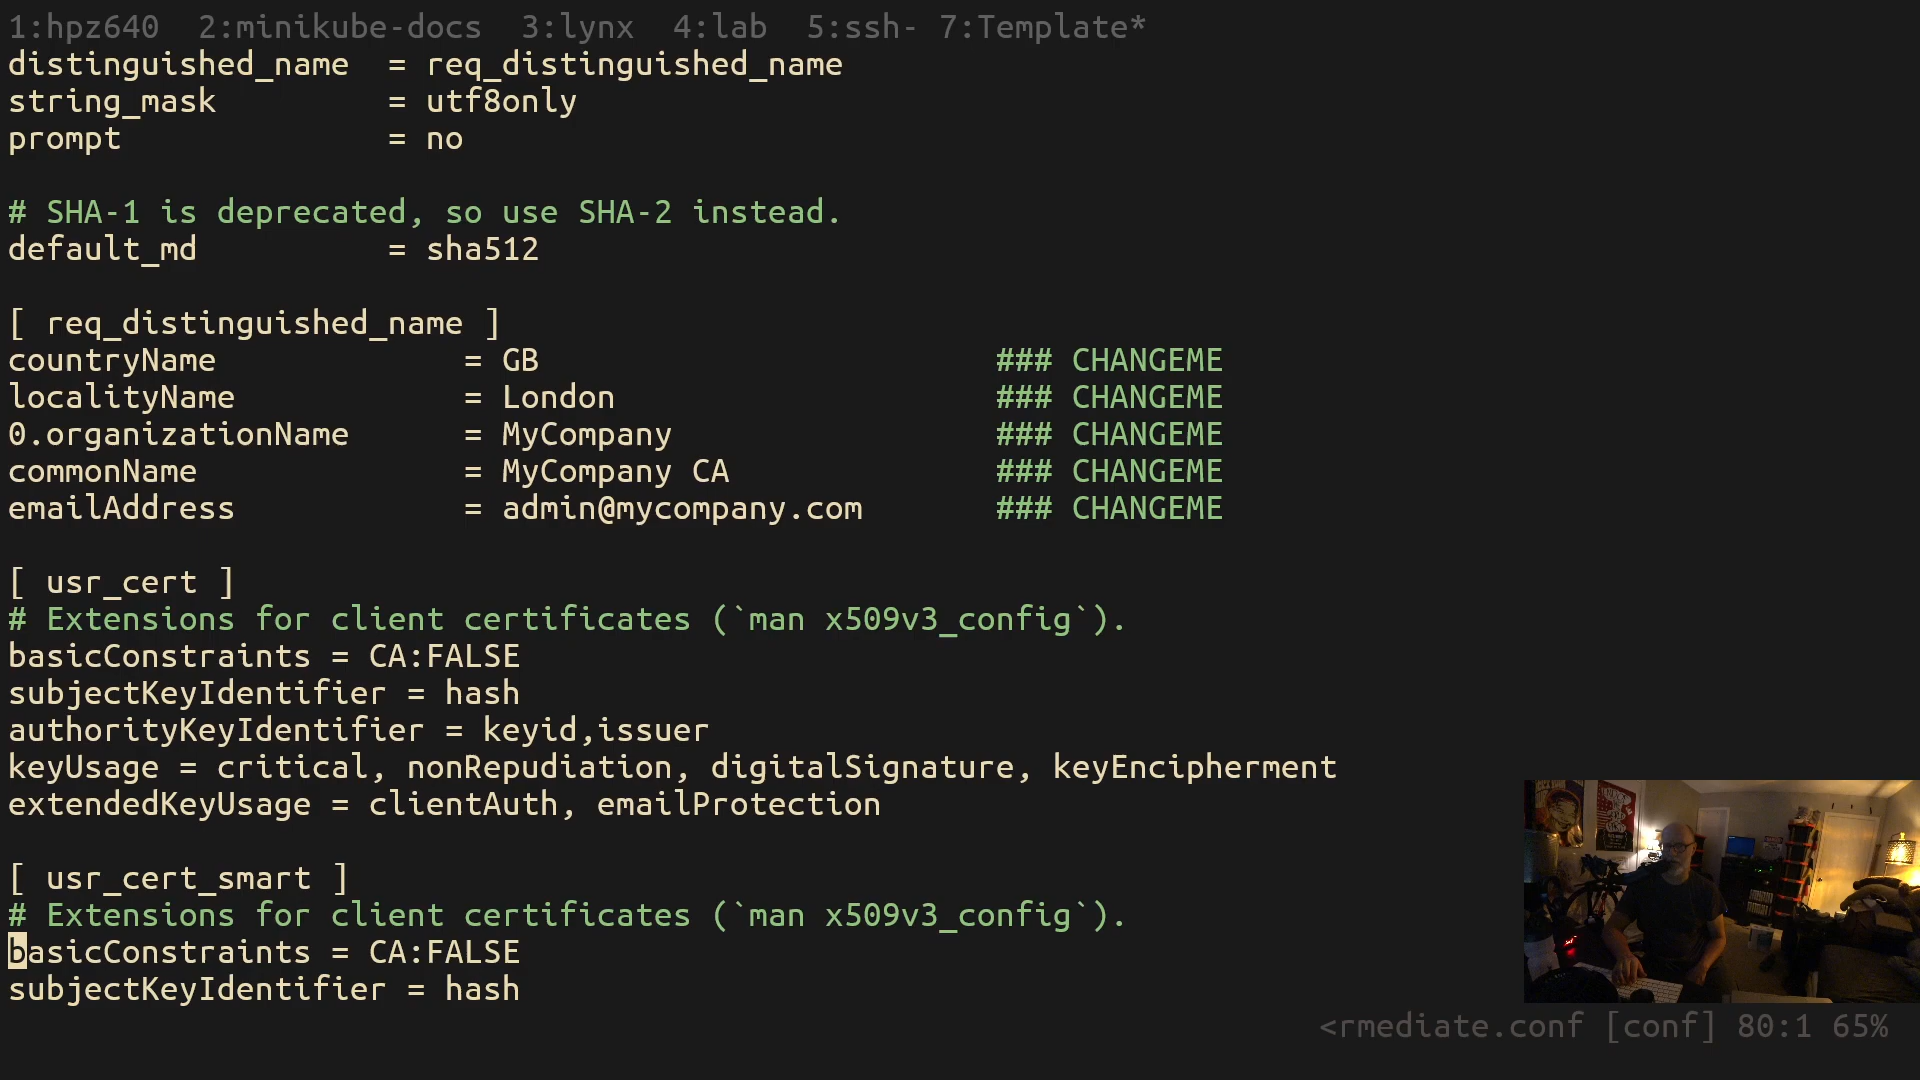 1:hpz640  2:minikube-docs  3:lynx  4:lab  5:ssh- 7:Template*
distinguished_name  = req_distinguished_name
string_mask         = utf8only
prompt              = no
# SHA-1 is deprecated, so use SHA-2 instead.
default_md          = sha512
[ req_distinguished_name ]
countryName             = GB                        ### CHANGEME
localityName            = London                    ### CHANGEME
0.organizationName      = MyCompany                 ### CHANGEME
commonName              = MyCompany CA              ### CHANGEME
emailAddress            = admin@mycompany.com       ### CHANGEME
[ usr_cert ]
# Extensions for client certificates (`man x509v3_config`).
basicConstraints = CA:FALSE
subjectKeyIdentifier = hash
authorityKeyIdentifier = keyid,issuer
keyUsage = critical, nonRepudiation, digitalSignature, keyEncipherment
extendedKeyUsage = clientAuth, emailProtection
[ usr_cert_smart ]
# Extensions for client certificates (`man x509v3_config`).
basicConstraints = CA:FALSE
subjectKeyIdentifier = hash
<rmediate.conf [conf] 80:1 65%